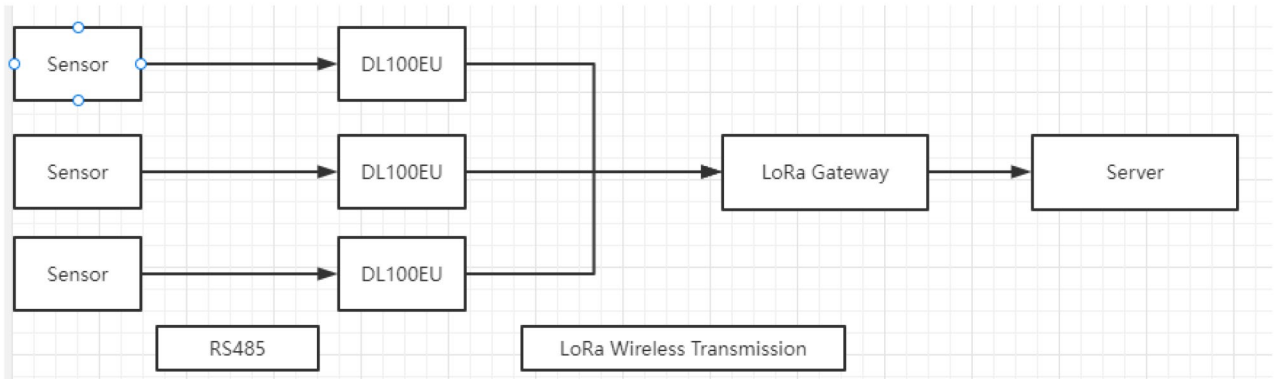 Sensor
DL100EU
Sensor
DL100EU
LoRa Gateway
Server
Sensor
DL100EU
RS485
LoRa Wireless Transmission